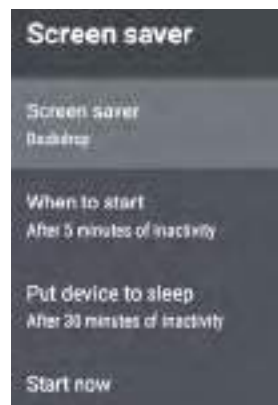 Screen saver
Screen saver
Backdrop
When to start
After 5 minutes of inactivity
Put device to sleep
After 30 minutes of inactivity
Start now